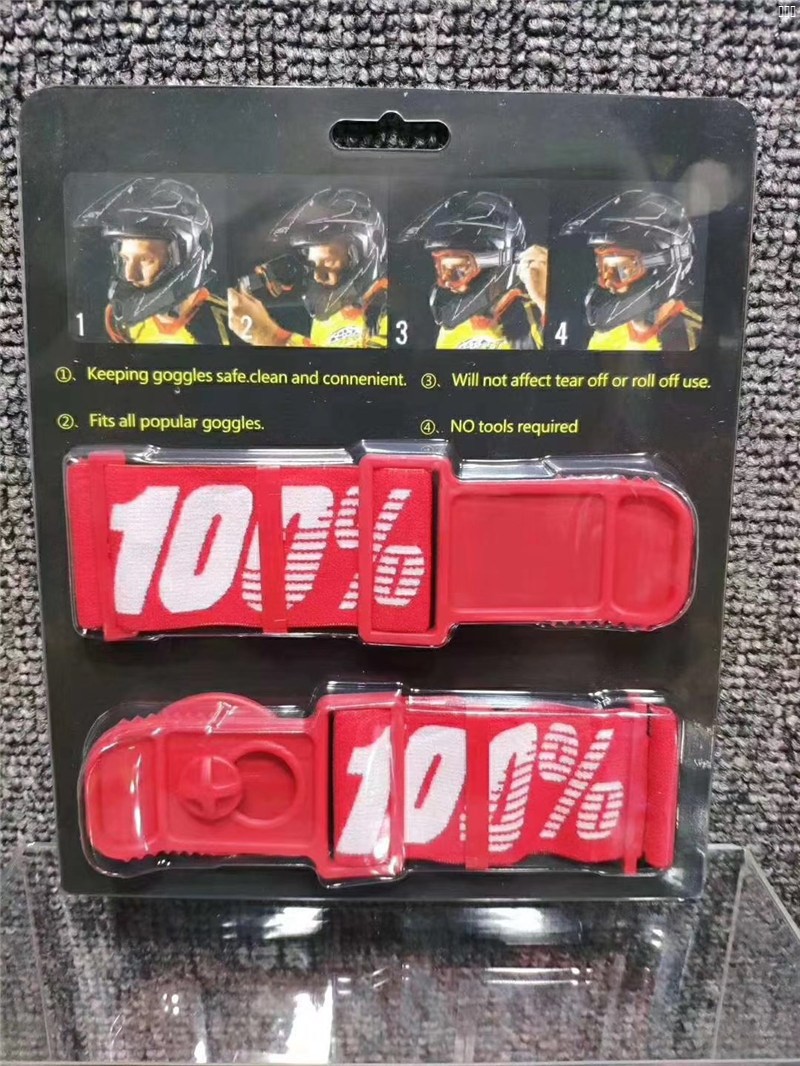 1
2
3
4
①、Keeping goggles safe.clean and connenient.
③、Will not affect tear off or roll off use.
②、Fits all popular goggles.
④、NO tools required
100%
100%